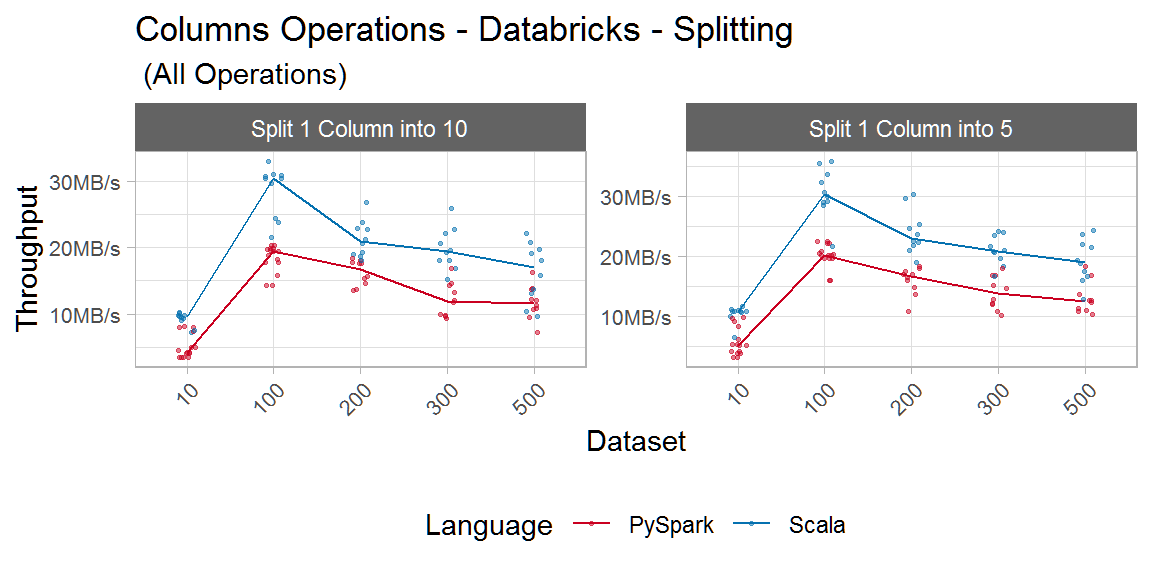 Columns Operations - Databricks - Splitting
(All Operations)
Split 1 Column into 10
Split 1 Column into 5
Throughput
30MB/s
20MB/s
10MB/s
30MB/s
20MB/s
10MB/s
10 100 200 300 500
10 100 200 300 500
Dataset
Language PySpark Scala